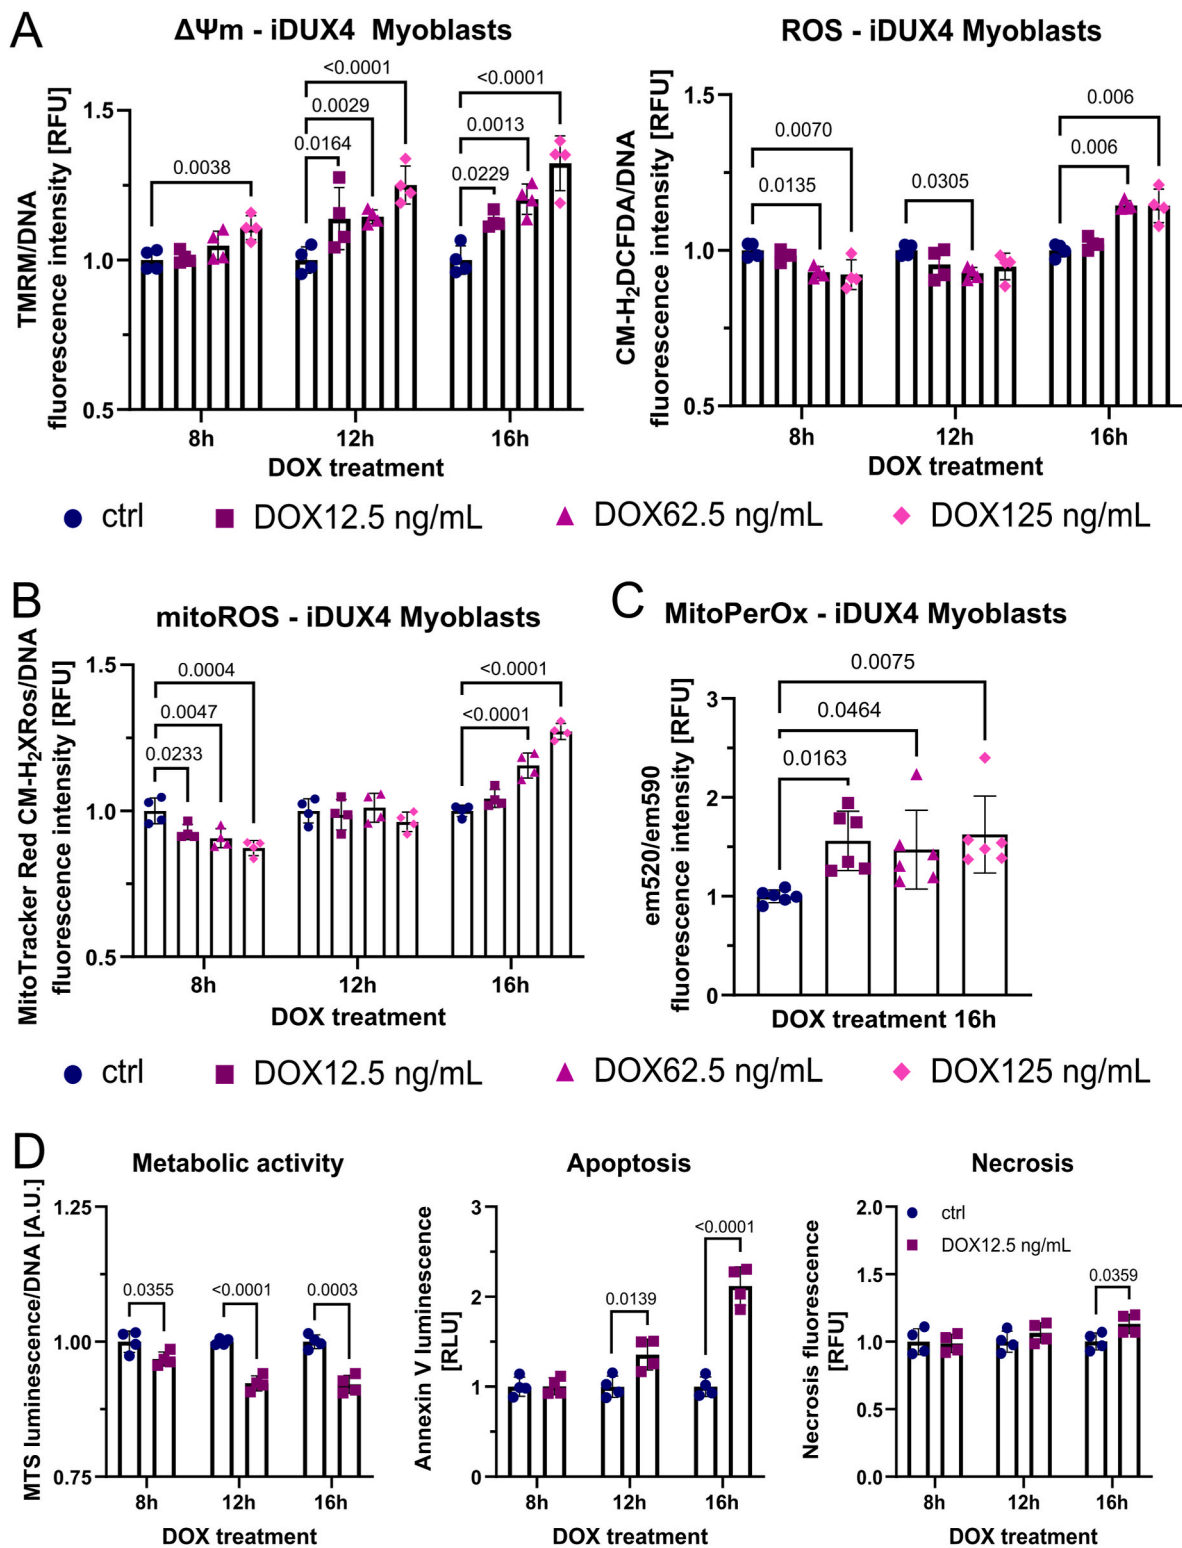 A
ΔΨm - iDUX4 Myoblasts
TMRM/DNA
fluorescence intensity [RFU]
1.5
1.0
0.5
0.0038
0.0164
0.0029
<0.0001
0.0229
0.0013
<0.0001
8h 12h 16h
DOX treatment
ROS - iDUX4 Myoblasts
CM-H₂DCFDA/DNA
fluorescence intensity [RFU]
1.5
1.0
0.5
0.0070
0.0135
0.0305
0.006
0.006
8h 12h 16h
DOX treatment
ctrl DOX12.5 ng/mL DOX62.5 ng/mL DOX125 ng/mL
B
mitoROS - iDUX4 Myoblasts
MitoTracker Red CM-H₂XRos/DNA
fluorescence intensity [RFU]
1.5
1.0
0.5
0.0004
0.0047
0.0233
<0.0001
<0.0001
8h 12h 16h
DOX treatment
C
MitoPerOx - iDUX4 Myoblasts
em520/em590
fluorescence intensity [RFU]
3
2
1
0
0.0075
0.0464
0.0163
DOX treatment 16h
ctrl DOX12.5 ng/mL DOX62.5 ng/mL DOX125 ng/mL
D
Metabolic activity
MTS luminescence/DNA [A.U.]
1.25
1.00
0.75
0.0355
<0.0001
0.0003
8h 12h 16h
DOX treatment
Apoptosis
Annexin V luminescence
[RLU]
3
2
1
0
0.0139
<0.0001
8h 12h 16h
DOX treatment
Necrosis
Necrosis fluorescence
[RFU]
2.0
1.5
1.0
0.5
0.0
ctrl
DOX12.5 ng/mL
0.0359
8h 12h 16h
DOX treatment